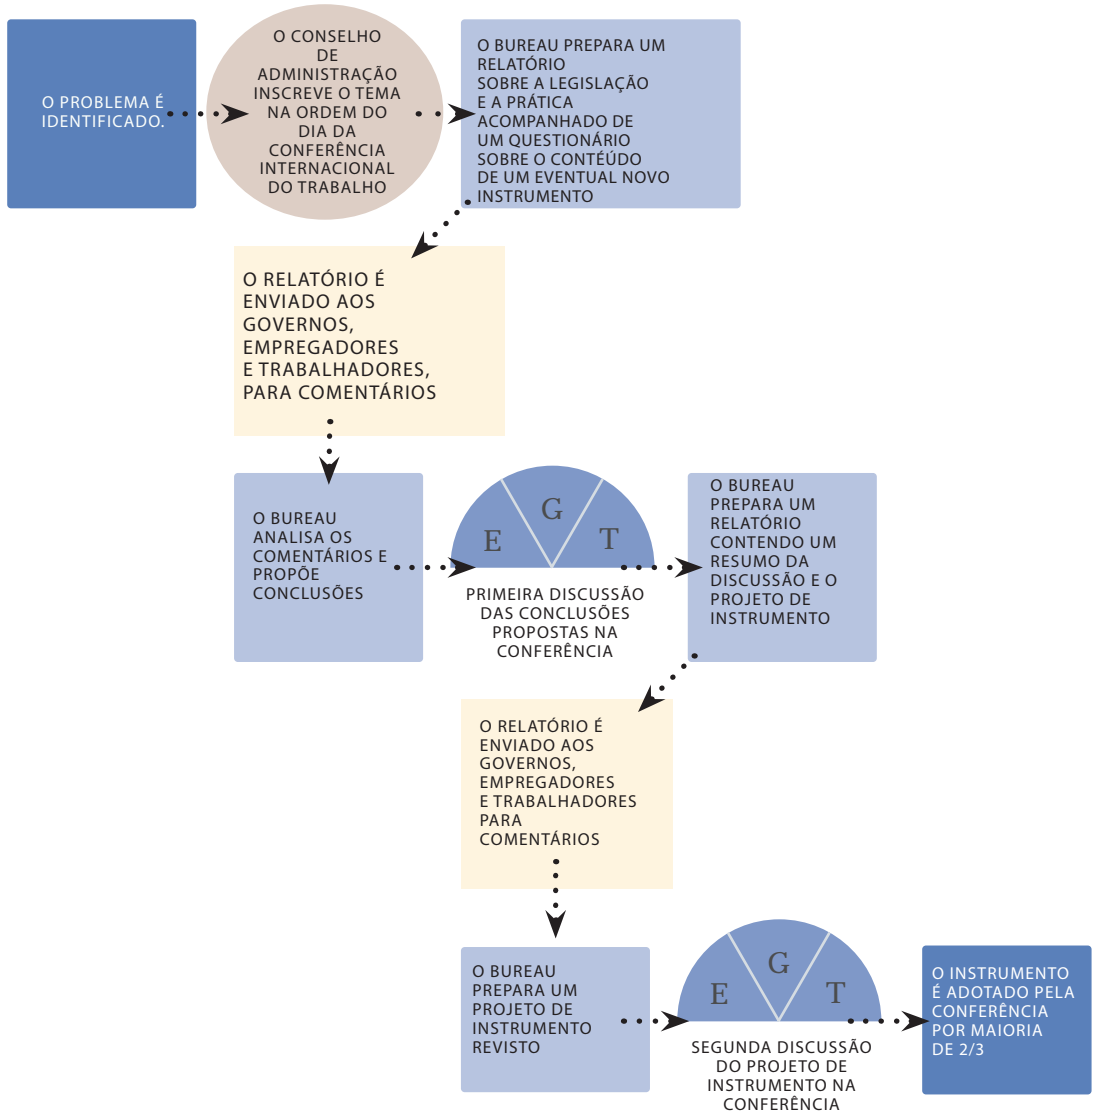 O PROBLEMA É
IDENTIFICADO.
O CONSELHO
DE
ADMINISTRAÇÃO
INSCREVE O TEMA
NA ORDEM DO
DIA DA
CONFERÊNCIA
INTERNACIONAL
DO TRABALHO
O BUREAU PREPARA UM
RELATÓRIO
SOBRE A LEGISLAÇÃO
E A PRÁTICA
ACOMPANHADO DE
UM QUESTIONÁRIO
SOBRE O CONTÉÚDO
DE UM EVENTUAL NOVO
INSTRUMENTO
O RELATÓRIO É
ENVIADO AOS
GOVERNOS,
EMPREGADORES
E TRABALHADORES,
PARA COMENTÁRIOS
O BUREAU
ANALISA OS
COMENTÁRIOS E
PROPÕE
CONCLUSÕES
E
G
T
PRIMEIRA DISCUSSÃO
DAS CONCLUSÕES
PROPOSTAS NA
CONFERÊNCIA
O BUREAU
PREPARA UM
RELATÓRIO
CONTENDO UM
RESUMO DA
DISCUSSÃO E O
PROJETO DE
INSTRUMENTO
O RELATÓRIO É
ENVIADO AOS
GOVERNOS,
EMPREGADORES
E TRABALHADORES
PARA
COMENTÁRIOS
O BUREAU
PREPARA UM
PROJETO DE
INSTRUMENTO
REVISTO
E
G
T
SEGUNDA DISCUSSÃO
DO PROJETO DE
INSTRUMENTO NA
CONFERÊNCIA
O INSTRUMENTO
É ADOTADO PELA
CONFERÊNCIA
POR MAIORIA
DE 2/3